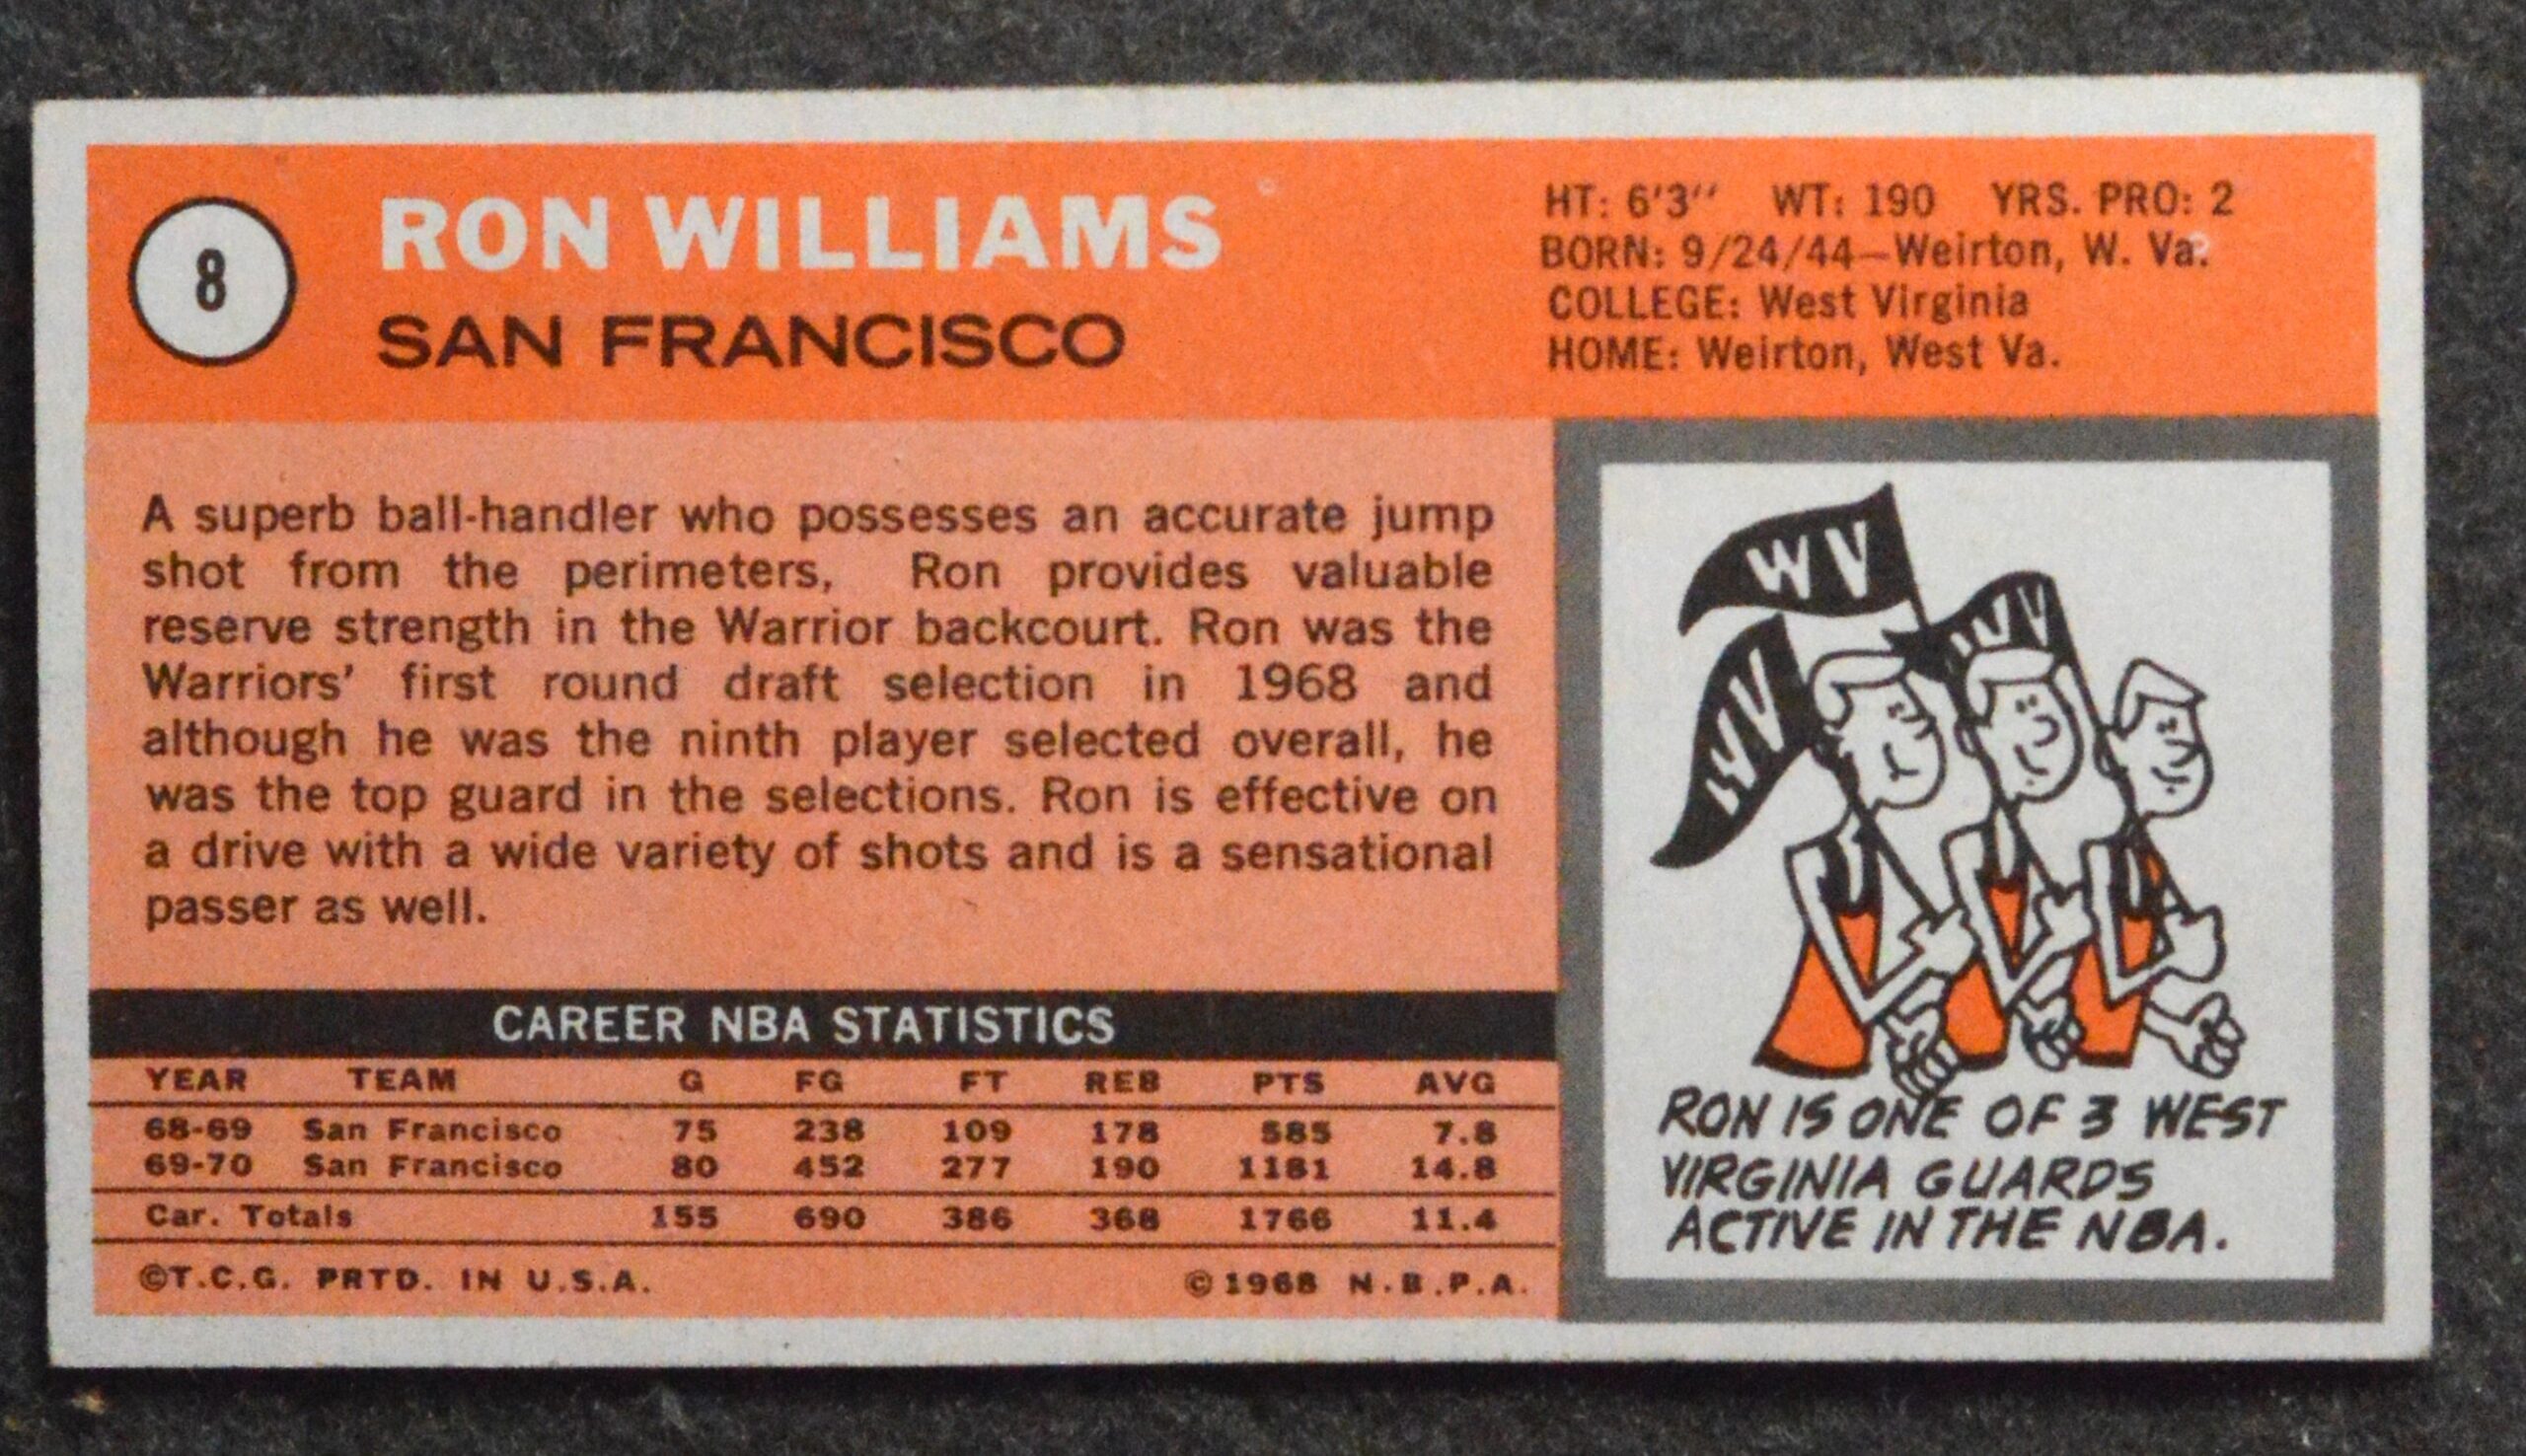 8
RON WILLIAMS
SAN FRANCISCO
HT: 6'3'' WT: 190 YRS. PRO: 2
BORN: 9/24/44—Weirton, W. Va.
COLLEGE: West Virginia
HOME: Weirton, West Va.
A superb ball-handler who possesses an accurate jump
shot from the perimeters, Ron provides valuable
reserve strength in the Warrior backcourt. Ron was the
Warriors' first round draft selection in 1968 and
although he was the ninth player selected overall, he
was the top guard in the selections. Ron is effective on
a drive with a wide variety of shots and is a sensational
passer as well.
CAREER NBA STATISTICS
YEAR TEAM G FG FT REB PTS AVG
68-69 San Francisco 75 238 109 178 585 7.8
69-70 San Francisco 80 452 277 190 1181 14.8
Car. Totals 155 690 386 368 1766 11.4
©T.C.G. PRTD. IN U.S.A. ©1968 N.B.P.A.
WV
WV
WV
RON IS ONE OF 3 WEST
VIRGINIA GUARDS
ACTIVE IN THE NBA.